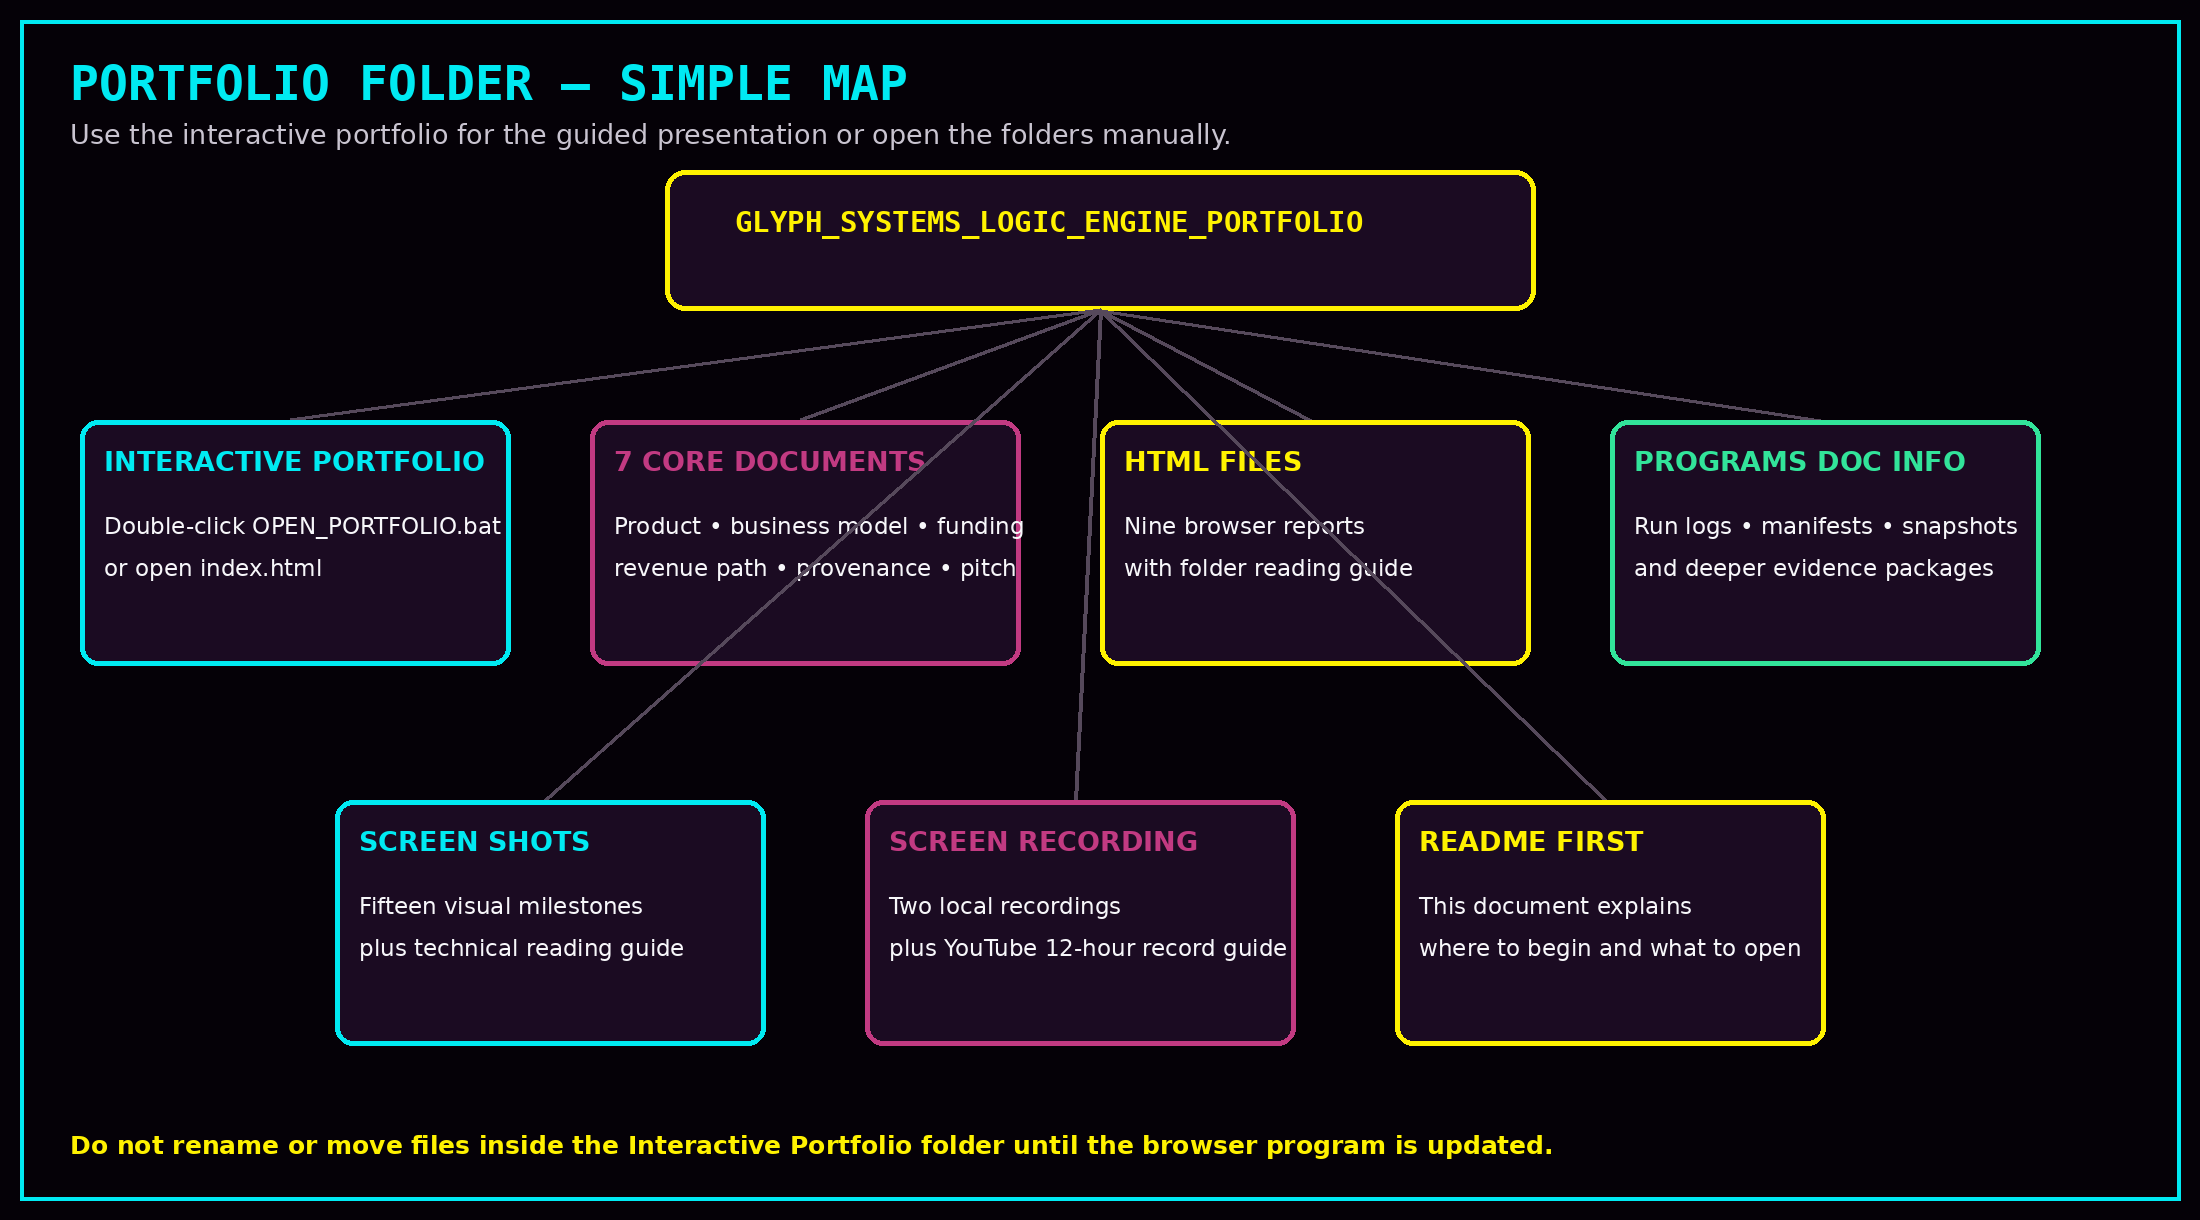 PORTFOLIO FOLDER — SIMPLE MAP
Use the interactive portfolio for the guided presentation or open the folders manually.
GLYPH_SYSTEMS_LOGIC_ENGINE_PORTFOLIO
INTERACTIVE PORTFOLIO
Double-click OPEN_PORTFOLIO.bat
or open index.html
7 CORE DOCUMENTS
Product • business model • funding
revenue path • provenance • pitch
HTML FILES
Nine browser reports
with folder reading guide
PROGRAMS DOC INFO
Run logs • manifests • snapshots
and deeper evidence packages
SCREEN SHOTS
Fifteen visual milestones
plus technical reading guide
SCREEN RECORDING
Two local recordings
plus YouTube 12-hour record guide
README FIRST
This document explains
where to begin and what to open
Do not rename or move files inside the Interactive Portfolio folder until the browser program is updated.